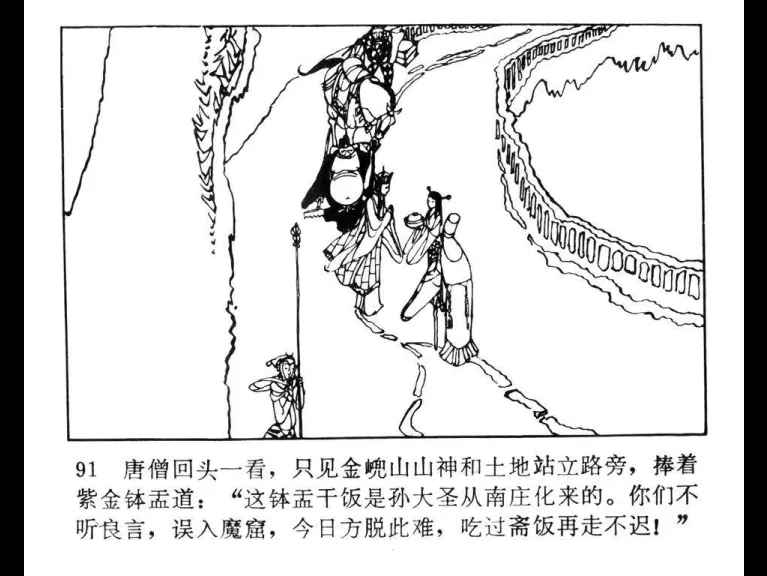 91 唐僧回头一看，只见金𠒋山山神和土地站立路旁，捧着
紫金钵盂道：“这钵盂干饭是孙大圣从南庄化来的。你们不
听良言，误入魔窟，今日方脱此难，吃过斋饭再走不迟！”